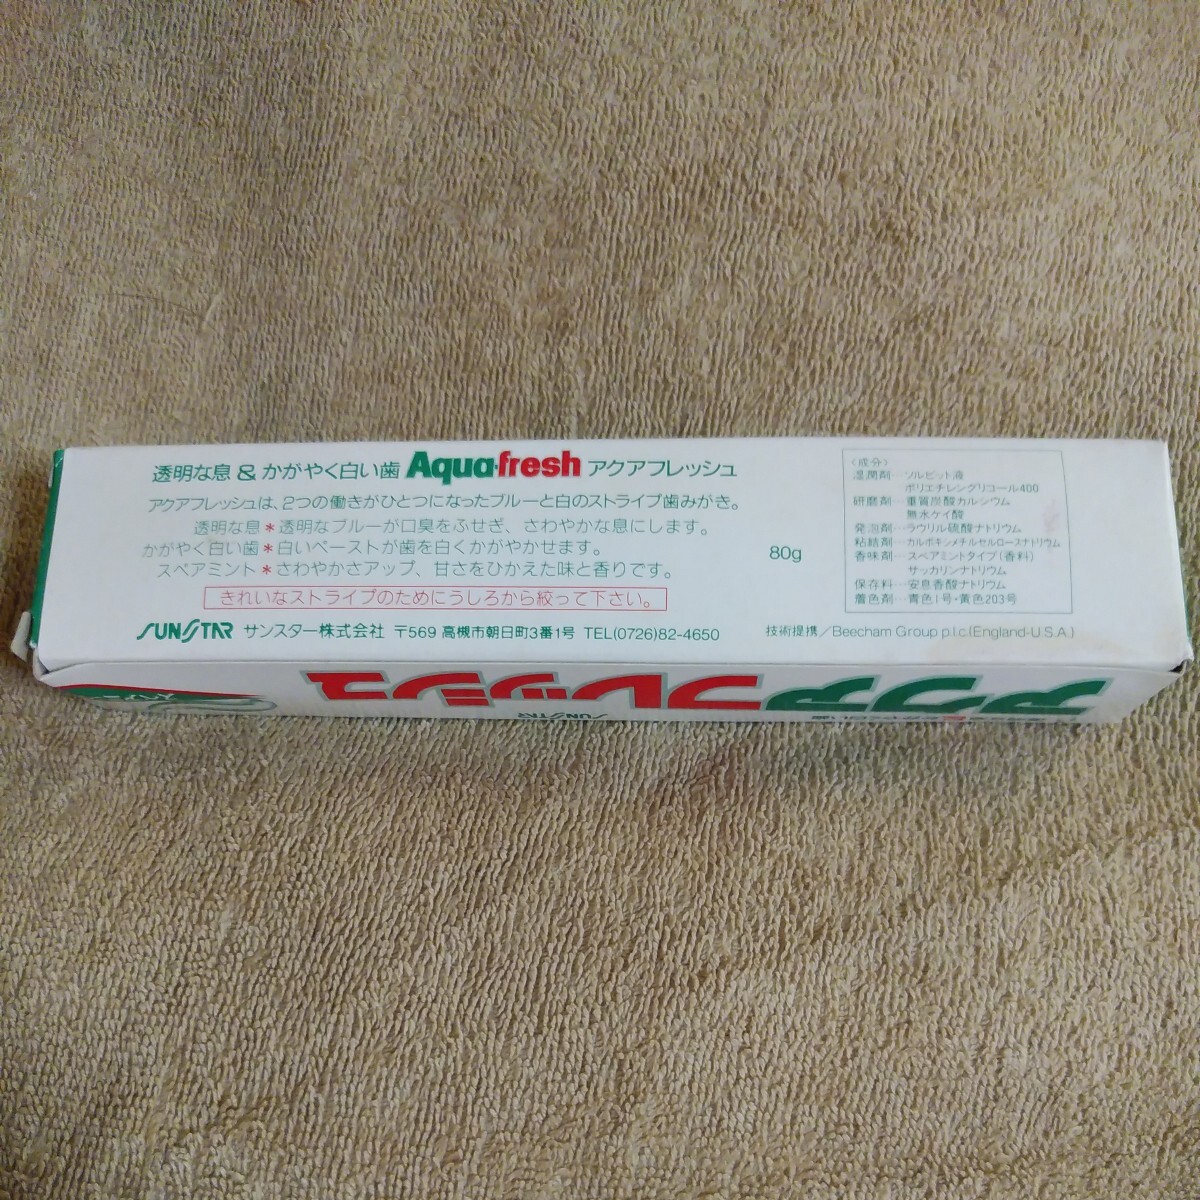 透明な息 & かがやく白い歯 Aqua-fresh アクアフレッシュ
アクアフレッシュは、2つの働きがひとつになったブルーと白のストライプ歯みがき。
透明な息*透明なブルーが口臭をふせぎ、さわやかな息にします。
かがやく白い歯*白いペーストが歯を白くかがやかせます。
スペアミント*さわやかさアップ、甘さをひかえた味と香りです。
きれいなストライプのためにうしろから絞って下さい。
SUNSTAR サンスター株式会社 〒569 高槻市朝日町3番1号 TEL(0726)82-4650
80g
〈成分〉
湿潤剤…ソルビット液
ポリエチレングリコール400
研磨剤…重質炭酸カルシウム
無水ケイ酸
発泡剤…ラウリル硫酸ナトリウム
粘結剤…カルボキシメチルセルロースナトリウム
香味剤…スペアミントタイプ(香料)
サッカリンナトリウム
保存料…安息香酸ナトリウム
着色剤…青色1号・黄色203号
技術提携/Beecham Group p.l.c.(England-U.S.A.)
アクアフレッシュ
SUNSTAR